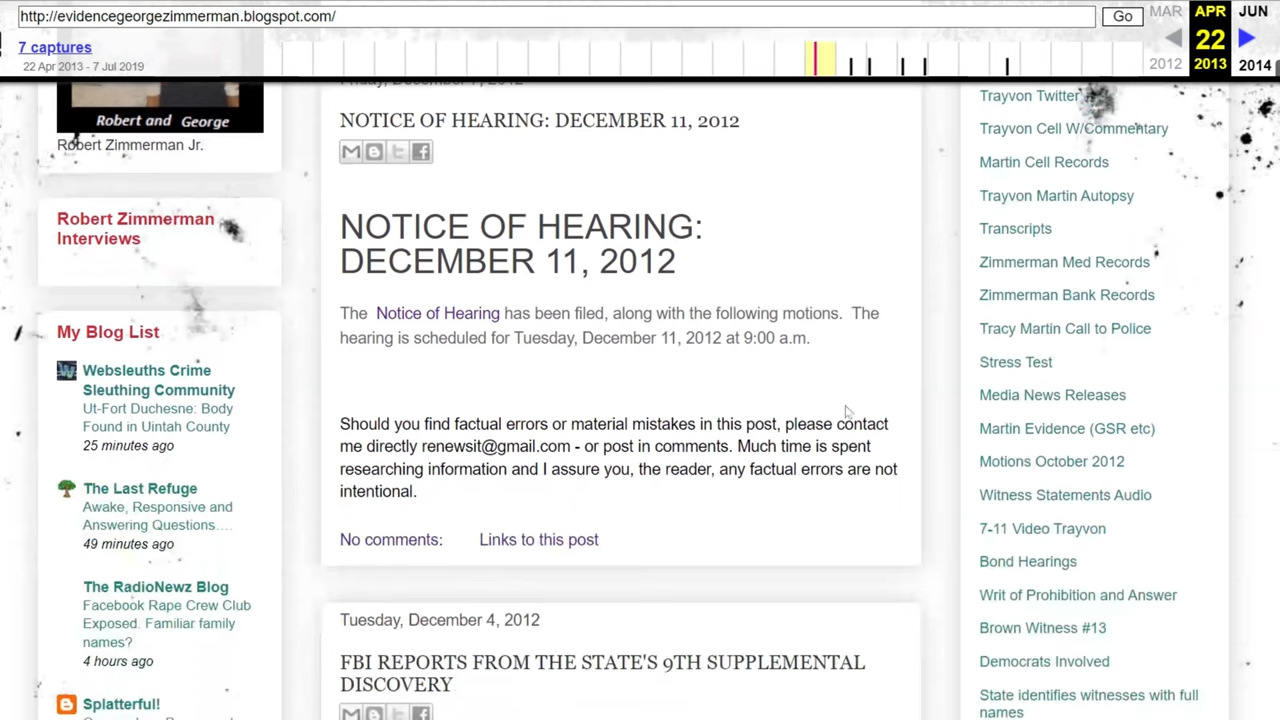 http://evidencegeorgezimmerman.blogspot.com/
Go
MAR
APR
JUN
7 captures
22
22 Apr 2013 - 7 Jul 2019
2012
2013
2014
Robert and George
Robert Zimmerman Jr.
Robert Zimmerman
Interviews
My Blog List
Websleuths Crime
Sleuthing Community
Ut-Fort Duchesne: Body
Found in Uintah County
25 minutes ago
The Last Refuge
Awake, Responsive and
Answering Questions….
49 minutes ago
The RadioNewz Blog
Facebook Rape Crew Club
Exposed. Familiar family
names?
4 hours ago
Splatterful!
Friday, December 7, 2012
NOTICE OF HEARING: DECEMBER 11, 2012
NOTICE OF HEARING:
DECEMBER 11, 2012
The Notice of Hearing has been filed, along with the following motions. The
hearing is scheduled for Tuesday, December 11, 2012 at 9:00 a.m.
Should you find factual errors or material mistakes in this post, please contact
me directly renewsit@gmail.com - or post in comments. Much time is spent
researching information and I assure you, the reader, any factual errors are not
intentional.
No comments: Links to this post
Tuesday, December 4, 2012
FBI REPORTS FROM THE STATE'S 9TH SUPPLEMENTAL
DISCOVERY
Trayvon Twitter
Trayvon Cell W/Commentary
Martin Cell Records
Trayvon Martin Autopsy
Transcripts
Zimmerman Med Records
Zimmerman Bank Records
Tracy Martin Call to Police
Stress Test
Media News Releases
Martin Evidence (GSR etc)
Motions October 2012
Witness Statements Audio
7-11 Video Trayvon
Bond Hearings
Writ of Prohibition and Answer
Brown Witness #13
Democrats Involved
State identifies witnesses with full
names